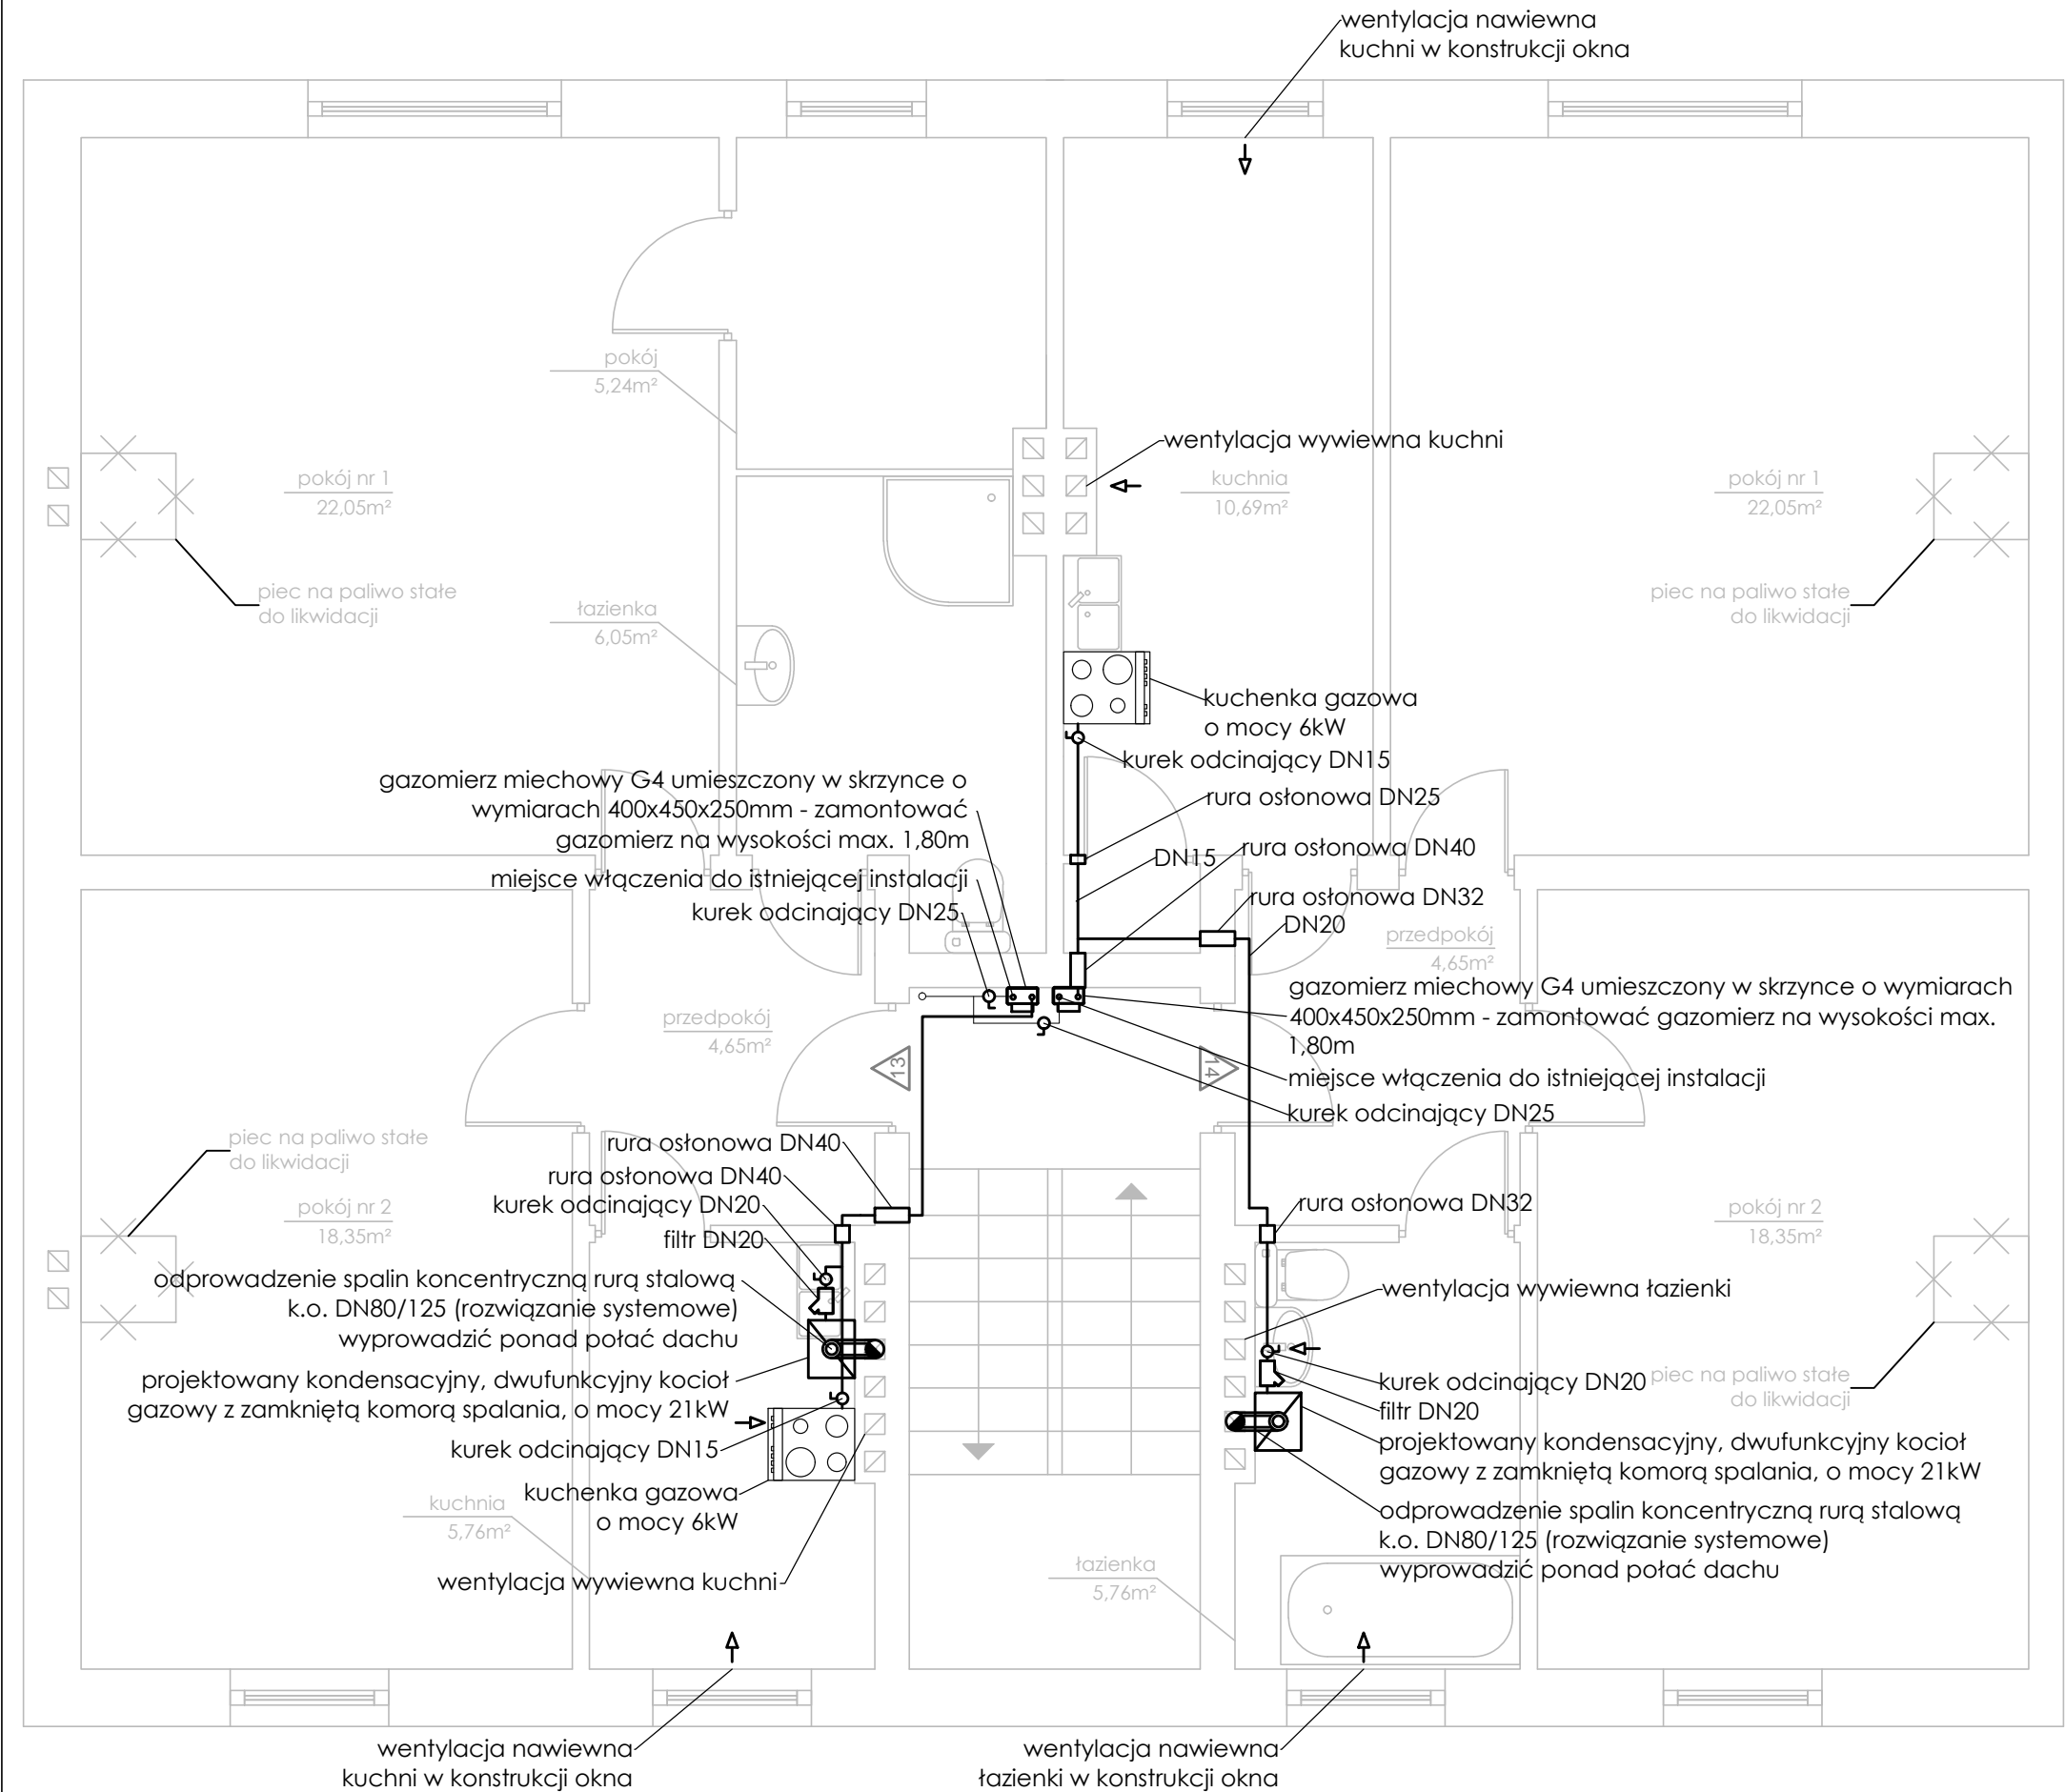 wentylacja nawiewna
kuchni w konstrukcji okna
pokój
5,24m²
wentylacja wywiewna kuchni
pokój nr 1
22,05m²
kuchnia
10,69m²
pokój nr 1
22,05m²
piec na paliwo stałe
do likwidacji
łazienka
6,05m²
piec na paliwo stałe
do likwidacji
kuchenka gazowa
o mocy 6kW
kurek odcinający DN15
gazomierz miechowy G4 umieszczony w skrzynce o
wymiarach 400x450x250mm - zamontować
gazomierz na wysokości max. 1,80m
rura osłonowa DN25
DN15
rura osłonowa DN40
miejsce włączenia do istniejącej instalacji
kurek odcinający DN25
rura osłonowa DN32
DN20
przedpokój
4,65m²
gazomierz miechowy G4 umieszczony w skrzynce o wymiarach
400x450x250mm - zamontować gazomierz na wysokości max.
1,80m
przedpokój
4,65m²
13
14
miejsce włączenia do istniejącej instalacji
kurek odcinający DN25
piec na paliwo stałe
do likwidacji
rura osłonowa DN40
rura osłonowa DN40
kurek odcinający DN20
filtr DN20
pokój nr 2
18,35m²
rura osłonowa DN32
pokój nr 2
18,35m²
odprowadzenie spalin koncentryczną rurą stalową
k.o. DN80/125 (rozwiązanie systemowe)
wyprowadzić ponad połać dachu
wentylacja wywiewna łazienki
projektowany kondensacyjny, dwufunkcyjny kocioł
gazowy z zamkniętą komorą spalania, o mocy 21kW
kurek odcinający DN20
filtr DN20
piec na paliwo stałe
do likwidacji
kurek odcinający DN15
projektowany kondensacyjny, dwufunkcyjny kocioł
gazowy z zamkniętą komorą spalania, o mocy 21kW
kuchenka gazowa
o mocy 6kW
kuchnia
5,76m²
odprowadzenie spalin koncentryczną rurą stalową
k.o. DN80/125 (rozwiązanie systemowe)
wyprowadzić ponad połać dachu
wentylacja wywiewna kuchni
łazienka
5,76m²
wentylacja nawiewna
kuchni w konstrukcji okna
wentylacja nawiewna
łazienki w konstrukcji okna